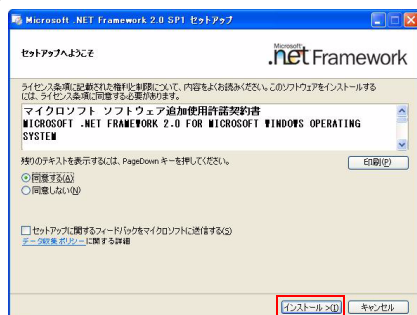 Microsoft .NET Framework 2.0 SP1 セットアップ
セットアップへようこそ
Microsoft
.net Framework
ライセンス条項に記載された権利と制限について、内容をよくお読みください。このソフトウェアをインストールする
には、ライセンス条項に同意する必要があります。
マイクロソフト ソフトウェア追加使用許諾契約書
MICROSOFT .NET FRAMEWORK 2.0 FOR MICROSOFT WINDOWS OPERATING
SYSTEM
残りのテキストを表示するには、PageDown キーを押してください。
印刷(P)
同意する(A)
同意しない(N)
セットアップに関するフィードバックをマイクロソフトに送信する(S)
データ収集ポリシーに関する詳細
インストール >(I)
キャンセル